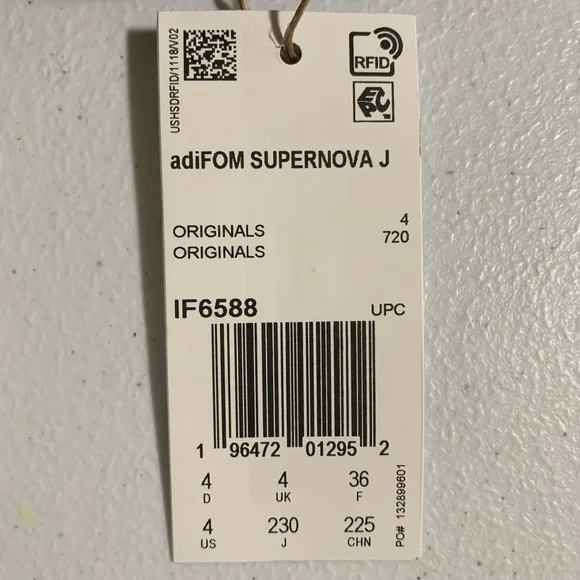 USHSDRFID/1118/V02
RFID
EPC
adiFOM SUPERNOVA J
ORIGINALS 4
ORIGINALS 720
IF6588 UPC
1 96472 01295 2
4 4 36
D UK F
4 230 225
US J CHN
PO# 132899601